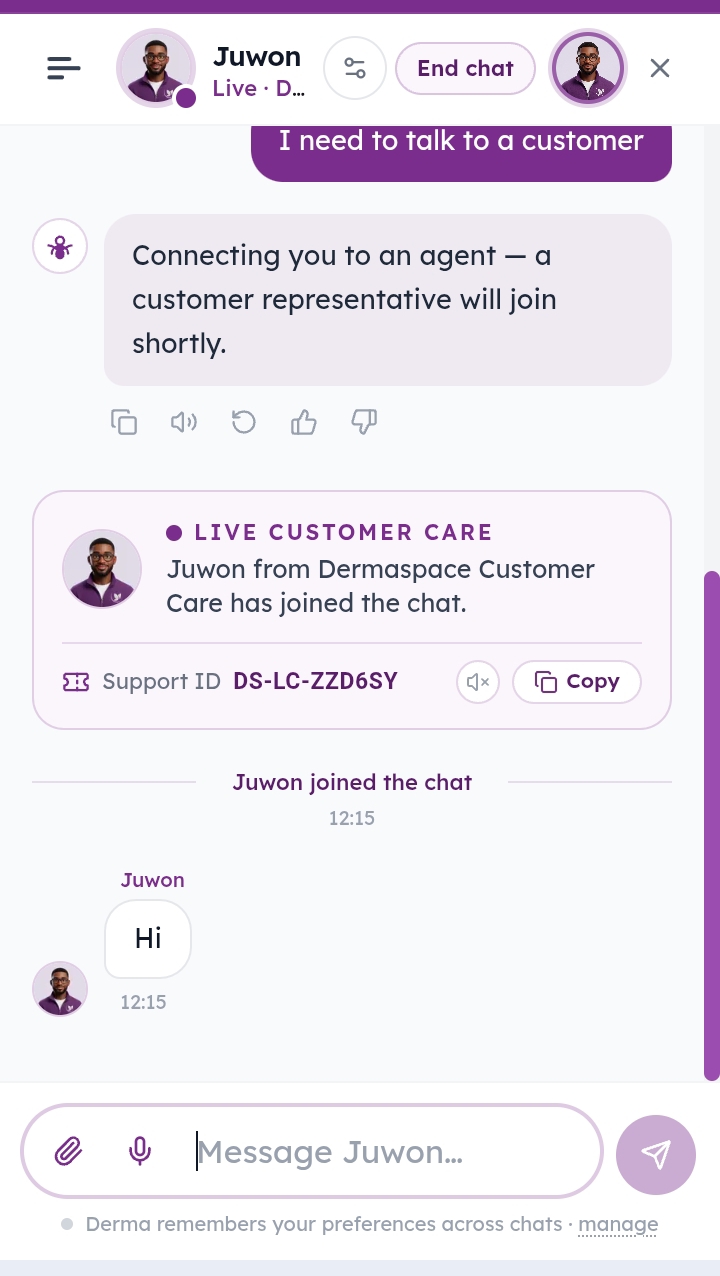 Juwon
Live · D…
End chat
I need to talk to a customer
Connecting you to an agent — a
customer representative will join
shortly.
LIVE CUSTOMER CARE
Juwon from Dermaspace Customer
Care has joined the chat.
Support ID DS-LC-ZZD6SY
Copy
Juwon joined the chat
12:15
Juwon
Hi
12:15
Message Juwon...
Derma remembers your preferences across chats · manage